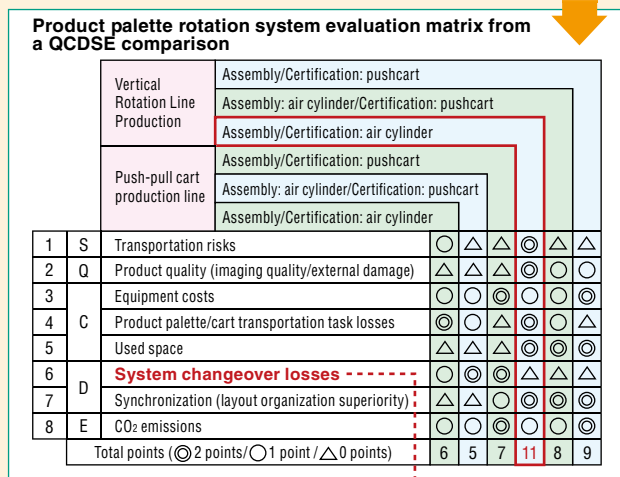 Product palette rotation system evaluation matrix from
a QCDSE comparison
Vertical
Rotation Line
Production
Assembly/Certification: pushcart
Assembly: air cylinder/Certification: pushcart
Assembly/Certification: air cylinder
Push-pull cart
production line
Assembly/Certification: pushcart
Assembly: air cylinder/Certification: pushcart
Assembly/Certification: air cylinder
1 S Transportation risks ○ △ △ ◎ △ △
2 Q Product quality (imaging quality/external damage) △ △ △ ◎ ○ ○
3 C Equipment costs ○ ○ ◎ ○ ○ ◎
4 Product palette/cart transportation task losses ◎ ○ △ ◎ ○ △
5 Used space △ △ △ ◎ ◎ ◎
6 D System changeover losses ○ ◎ ◎ △ △ △
7 Synchronization (layout organization superiority) △ △ ○ ◎ ◎ ◎
8 E CO2 emissions ○ ○ ◎ ○ ○ ◎
Total points (◎ 2 points/○ 1 point /△ 0 points) 6 5 7 11 8 9